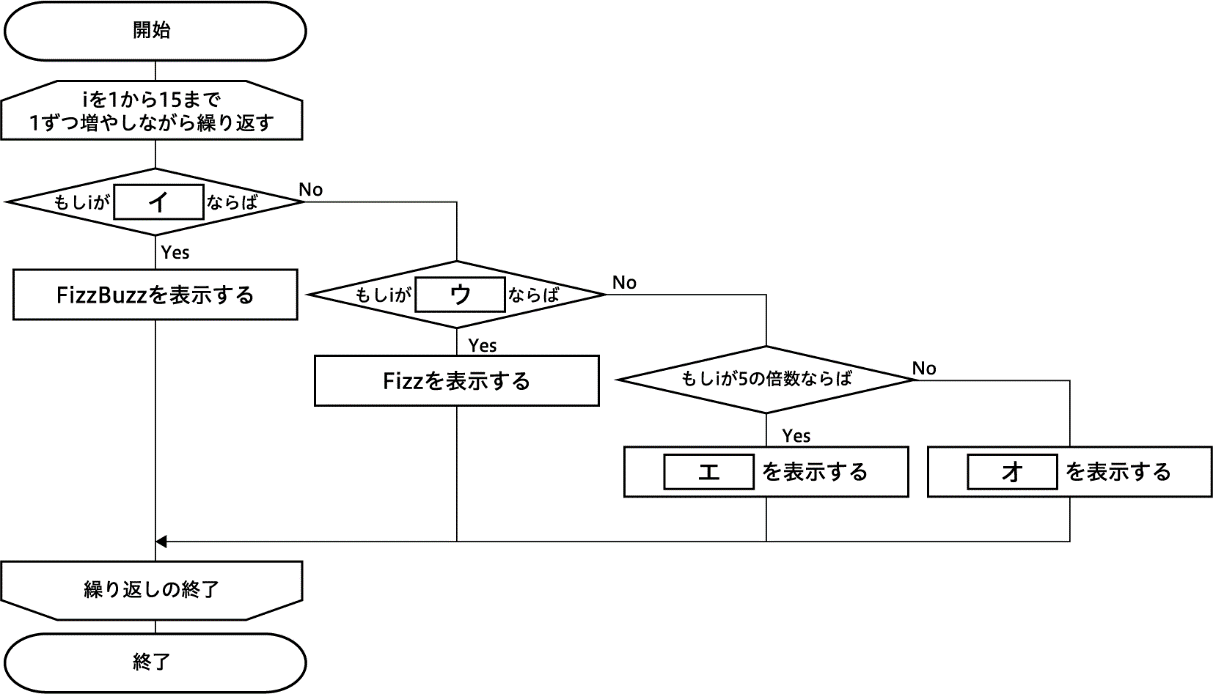 開始
iを1から15まで
1ずつ増やしながら繰り返す
もしiが イ ならば
No
Yes
FizzBuzzを表示する
もしiが ウ ならば
No
Yes
Fizzを表示する
もしiが5の倍数ならば
No
Yes
エ を表示する
オ を表示する
繰り返しの終了
終了